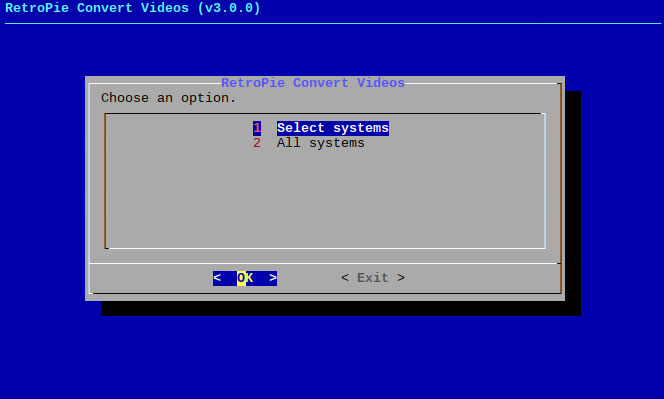 RetroPie Convert Videos (v3.0.0)
RetroPie Convert Videos
Choose an option.
1 Select systems
2 All systems
< OK > < Exit >